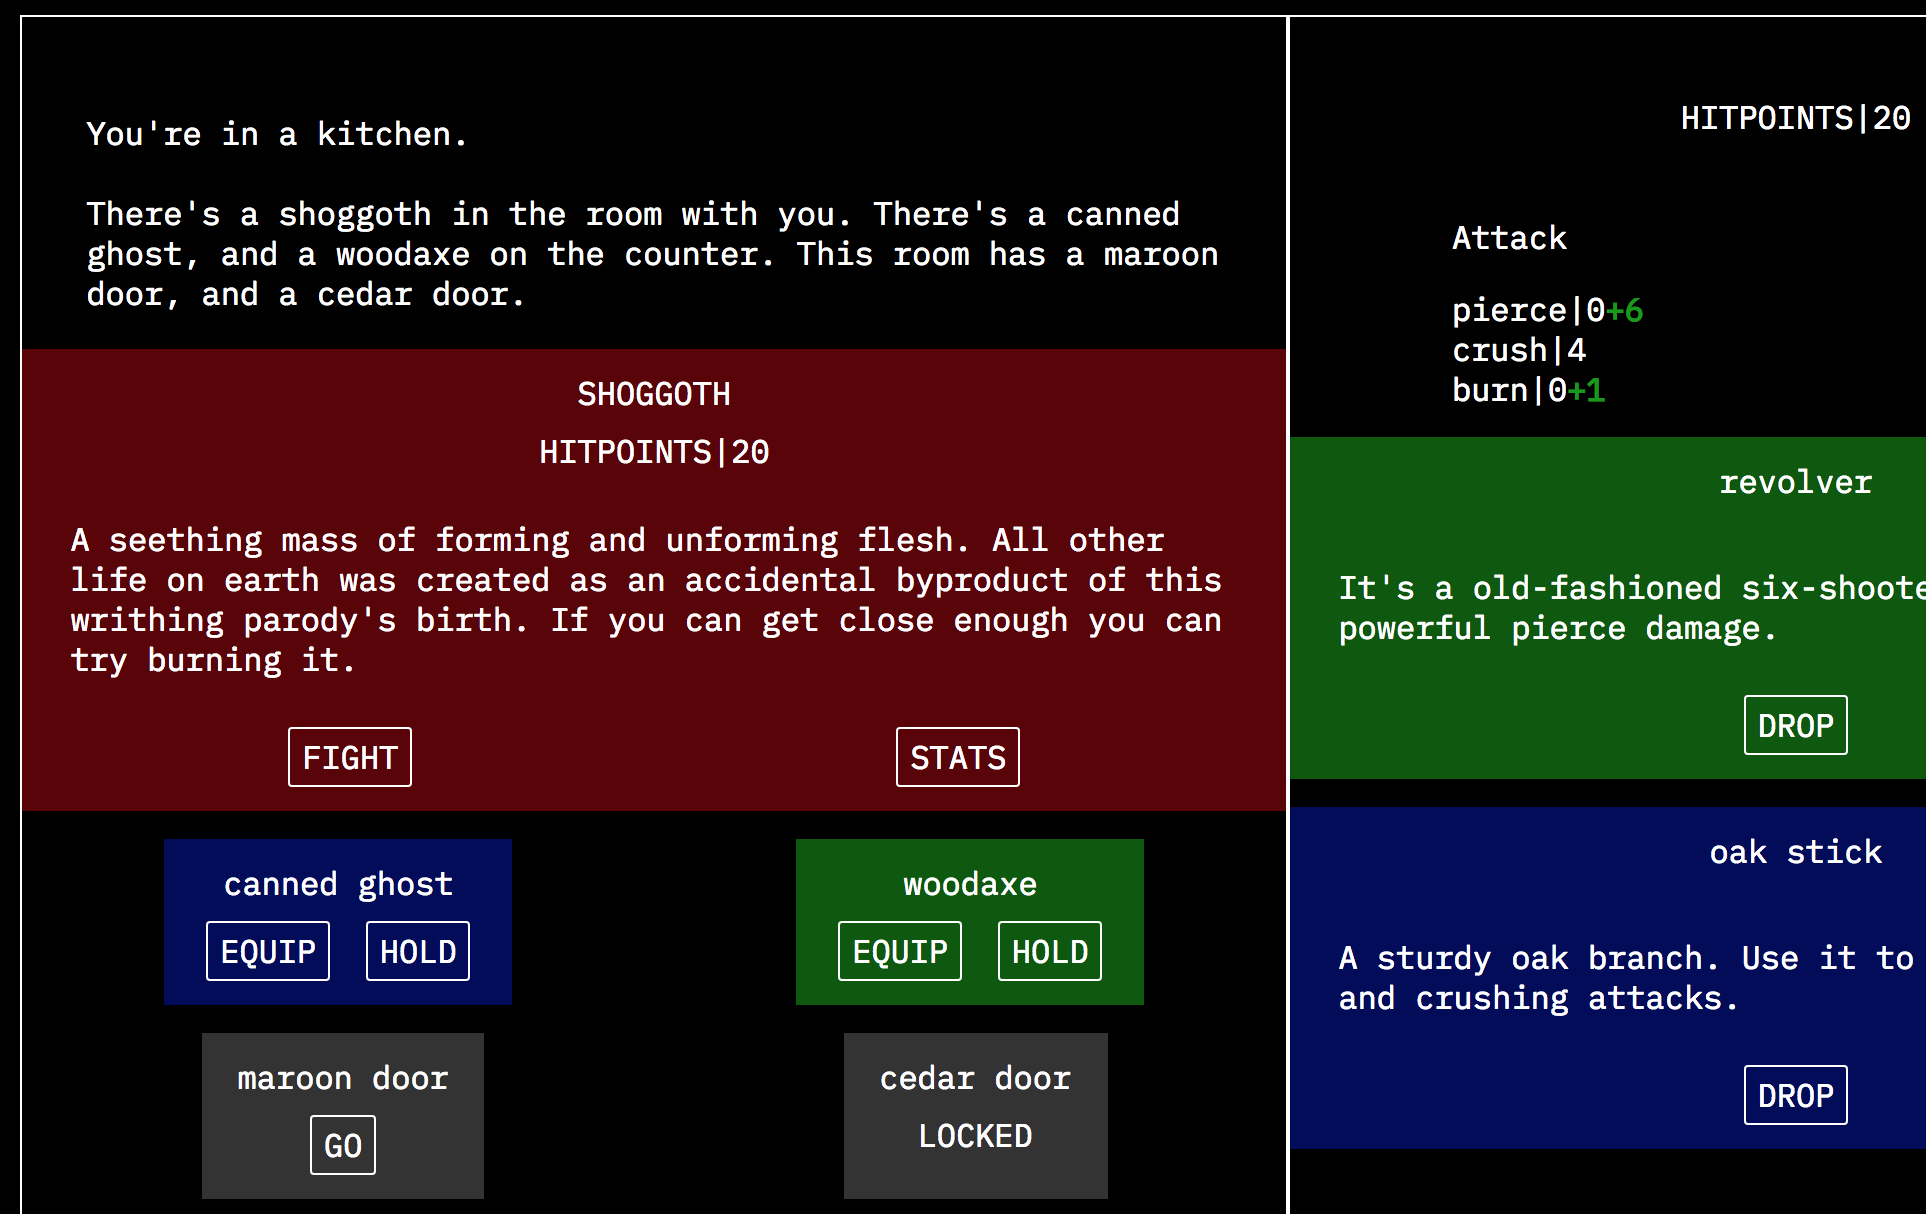 You're in a kitchen.
There's a shoggoth in the room with you. There's a canned
ghost, and a woodaxe on the counter. This room has a maroon
door, and a cedar door.
SHOGGOTH
HITPOINTS|20
A seething mass of forming and unforming flesh. All other
life on earth was created as an accidental byproduct of this
writhing parody's birth. If you can get close enough you can
try burning it.
FIGHT
STATS
canned ghost
EQUIP
HOLD
woodaxe
EQUIP
HOLD
maroon door
GO
cedar door
LOCKED
HITPOINTS|20
Attack
pierce|0+6
crush|4
burn|0+1
revolver
It's a old-fashioned
powerful pierce damage.
DROP
oak stick
A sturdy oak branch. Use it to
and crushing attacks.
DROP